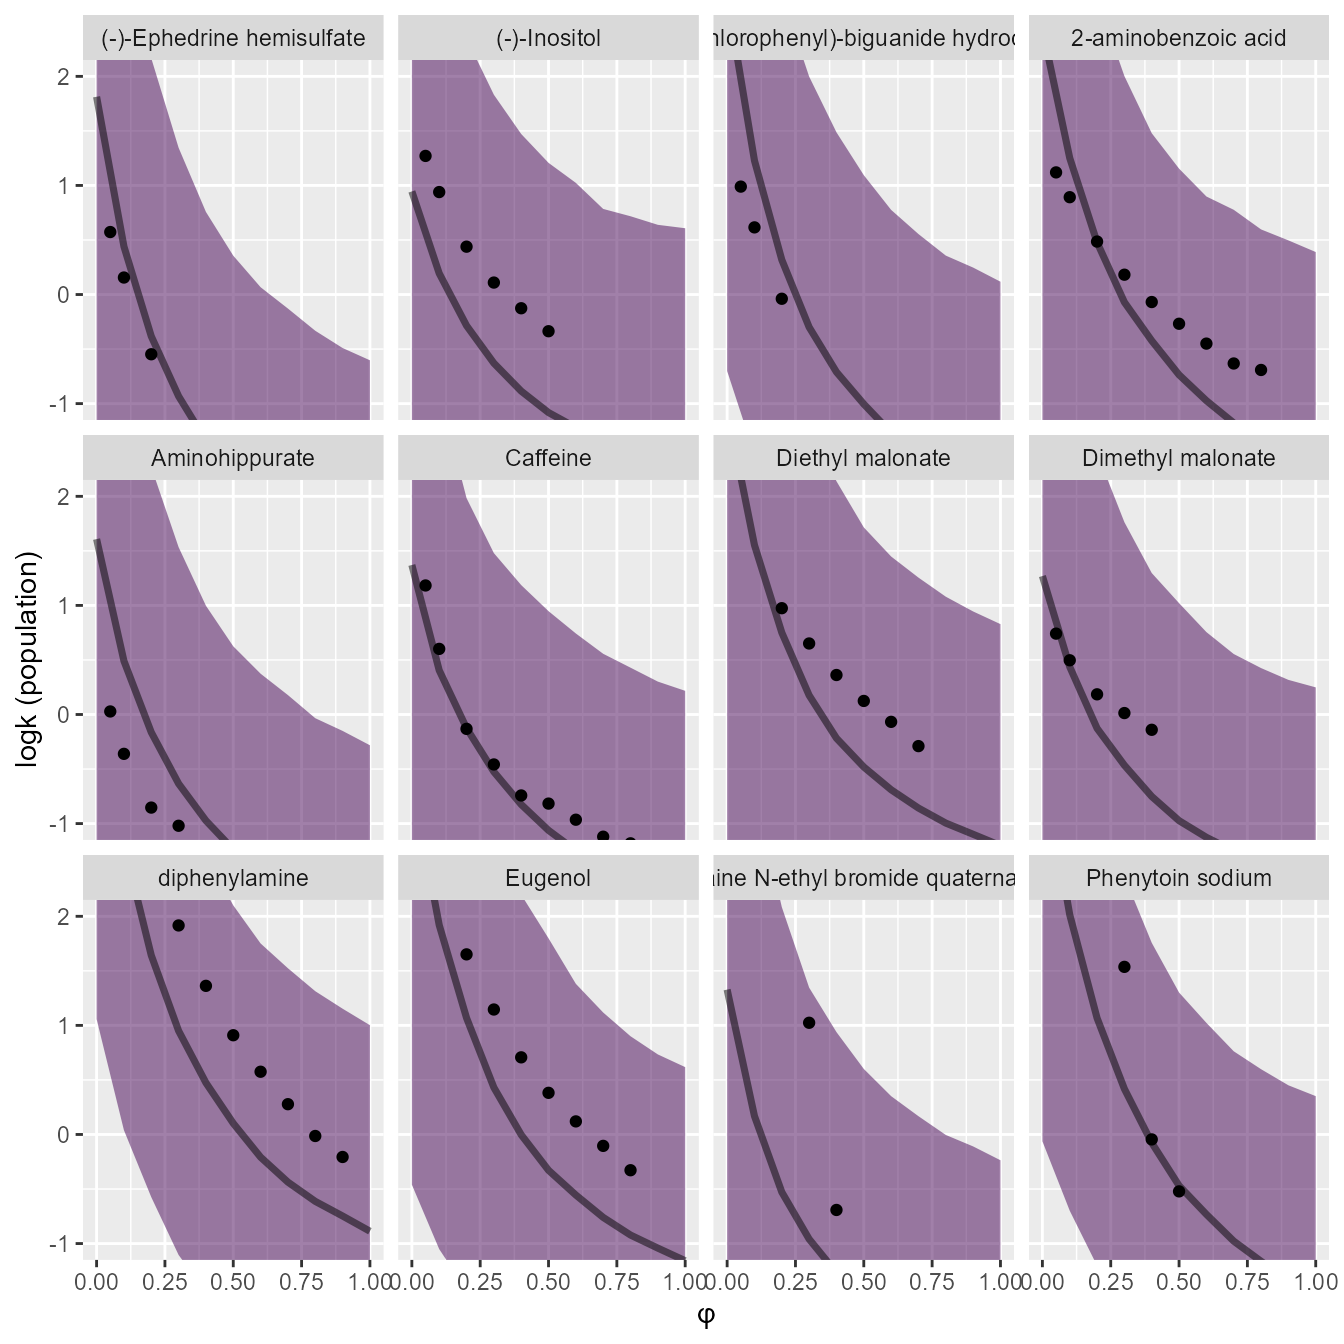 (-)-Ephedrine hemisulfate
(-)-Inositol
hlorophenyl)-biguanide hydroc
2-aminobenzoic acid
2
1
0
-1
Aminohippurate
Caffeine
Diethyl malonate
Dimethyl malonate
2
1
0
-1
logk (population)
diphenylamine
Eugenol
ine N-ethyl bromide quaterna
Phenytoin sodium
2
1
0
-1
0.00 0.25 0.50 0.75 1.00
0.00 0.25 0.50 0.75 1.00
0.00 0.25 0.50 0.75 1.00
0.00 0.25 0.50 0.75 1.00
φ